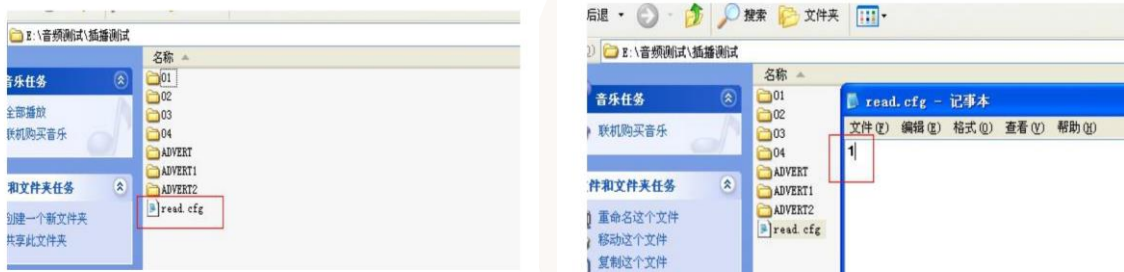 E:\音频测试\插播测试
名称
音乐任务
全部播放
联机购买音乐
和文件夹任务
创建一个新文件夹
共享此文件夹
01
02
03
04
ADVERT
ADVERT1
ADVERT2
read.cfg
后退
搜索
文件夹
E:\音频测试\插播测试
名称
音乐任务
联机购买音乐
件和文件夹任务
重命名这个文件
移动这个文件
复制这个文件
01
02
03
04
ADVERT
ADVERT1
ADVERT2
read.cfg
read.cfg - 记事本
文件(F) 编辑(E) 格式(O) 查看(V) 帮助(H)
1